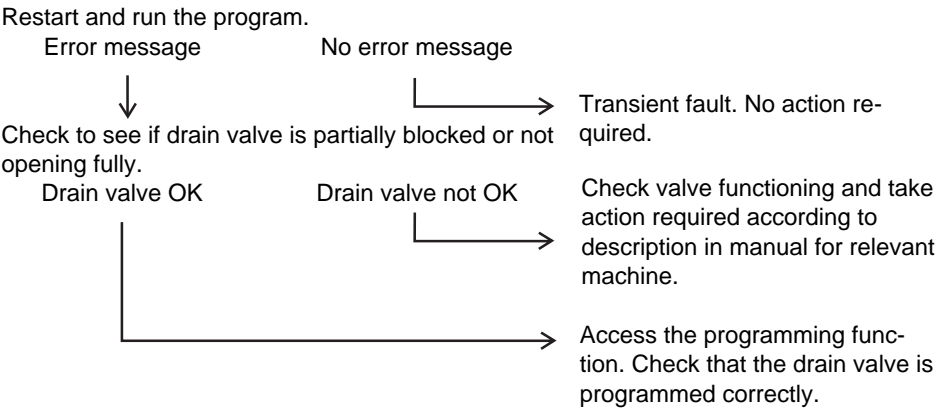 Restart and run the program.
Error message
No error message
Transient fault. No action re-
quired.
Check to see if drain valve is partially blocked or not
opening fully.
Drain valve OK
Drain valve not OK
Check valve functioning and take
action required according to
description in manual for relevant
machine.
Access the programming func-
tion. Check that the drain valve is
programmed correctly.